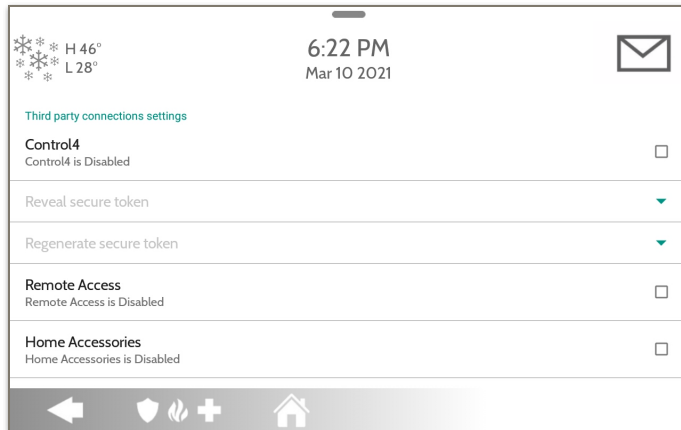 H 46°
L 28°
6:22 PM
Mar 10 2021
Third party connections settings
Control4
Control4 is Disabled
Reveal secure token
Regenerate secure token
Remote Access
Remote Access is Disabled
Home Accessories
Home Accessories is Disabled